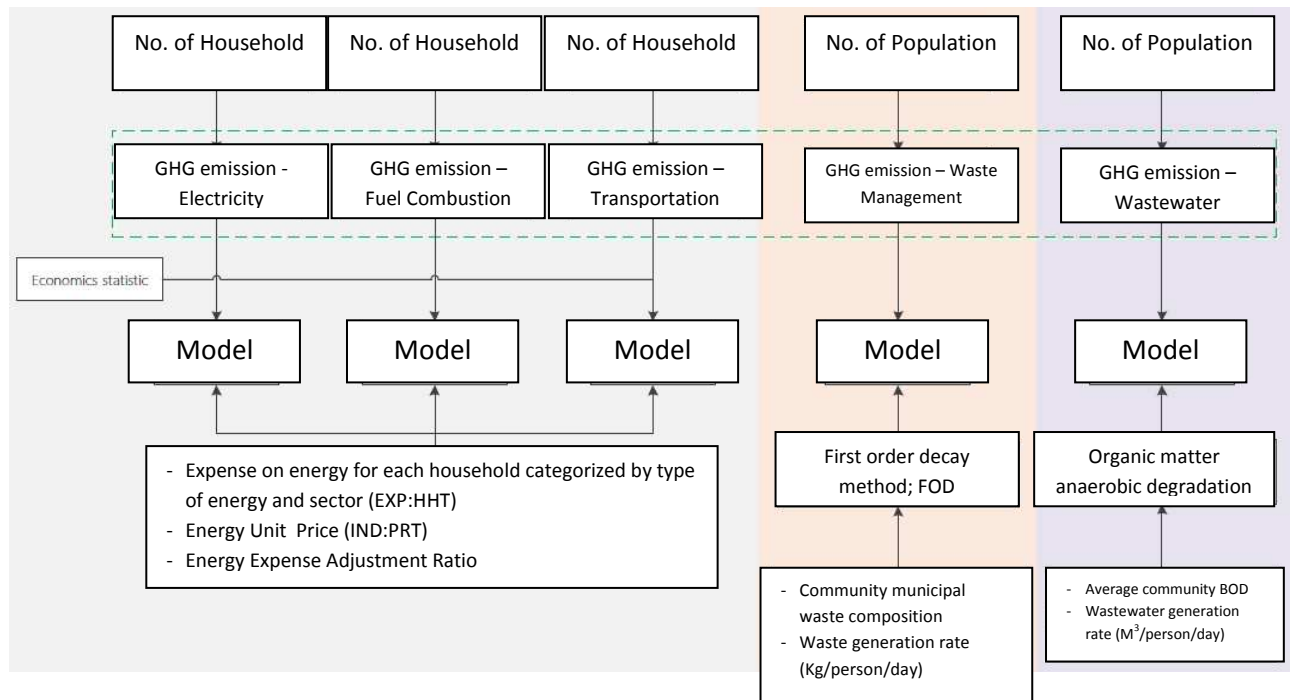 No. of Household
No. of Household
No. of Household
No. of Population
No. of Population
GHG emission -
Electricity
GHG emission –
Fuel Combustion
GHG emission –
Transportation
GHG emission – Waste
Management
GHG emission –
Wastewater
Economics statistic
Model
Model
Model
Model
Model
- Expense on energy for each household categorized by type
of energy and sector (EXP:HHT)
- Energy Unit Price (IND:PRT)
- Energy Expense Adjustment Ratio
First order decay
method; FOD
Organic matter
anaerobic degradation
- Community municipal
waste composition
- Waste generation rate
(Kg/person/day)
- Average community BOD
- Wastewater generation
rate (M³/person/day)